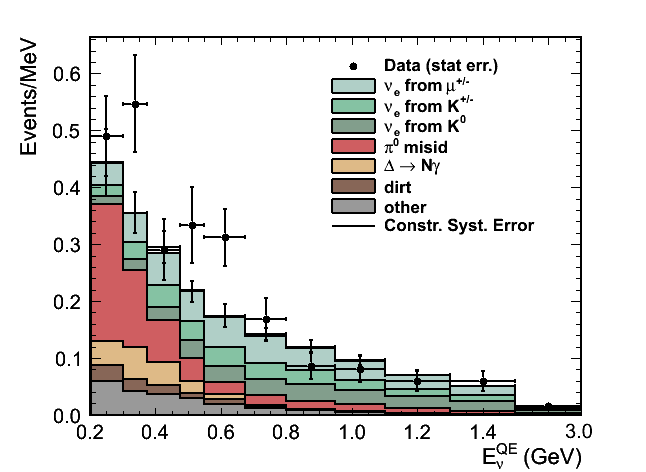 Events/MeV
0.6
0.5
0.4
0.3
0.2
0.1
0.0
Data (stat err.)
νe from μ+/-
νe from K+/-
νe from K0
π0 misid
Δ → Nγ
dirt
other
Constr. Syst. Error
0.2 0.4 0.6 0.8 1.0 1.2 1.4 3.0
EνQE (GeV)